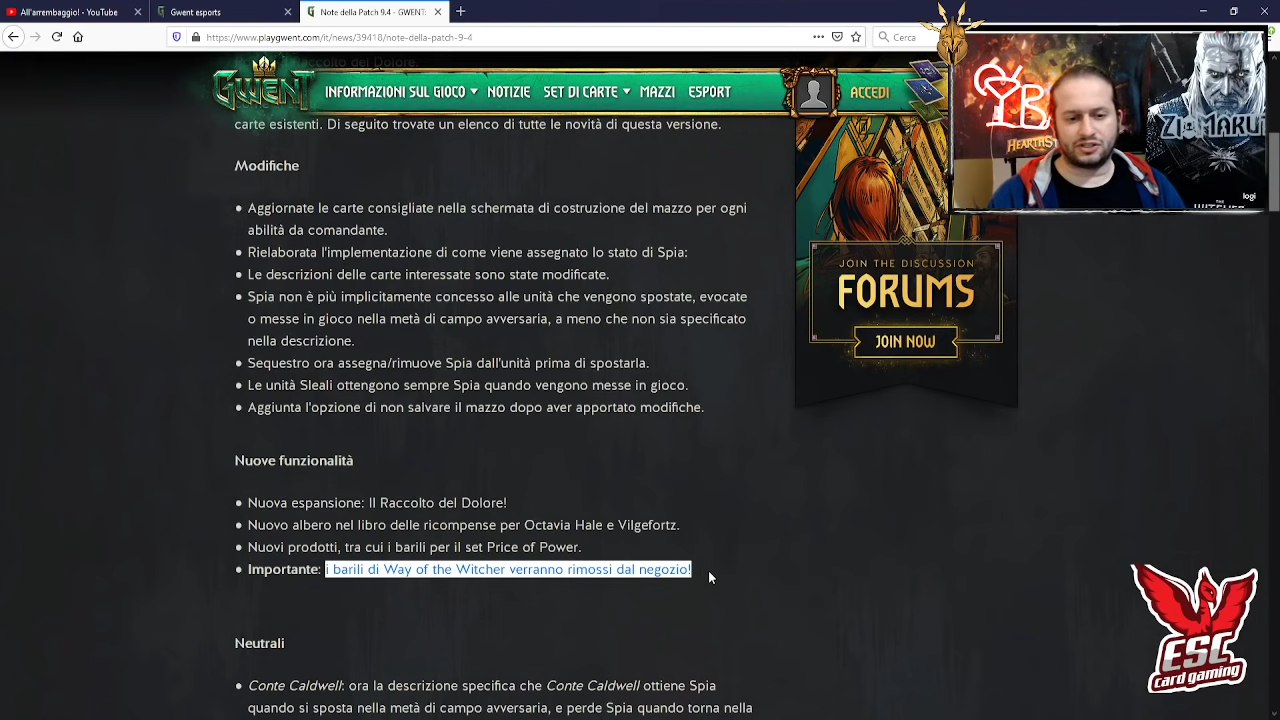 All'arrembaggio! - YouTube
Gwent esports
Note della Patch 9.4 - GWENT:
https://www.playgwent.com/it/news/39418/note-della-patch-9-4
Cerca
GWENT
INFORMAZIONI SUL GIOCO
NOTIZIE
SET DI CARTE
MAZZI
ESPORT
ACCEDI
accolto del Dolore.
carte esistenti. Di seguito trovate un elenco di tutte le novità di questa versione.
Modifiche
• Aggiornate le carte consigliate nella schermata di costruzione del mazzo per ogni
abilità da comandante.
• Rielaborata l'implementazione di come viene assegnato lo stato di Spia:
• Le descrizioni delle carte interessate sono state modificate.
• Spia non è più implicitamente concesso alle unità che vengono spostate, evocate
o messe in gioco nella metà di campo avversaria, a meno che non sia specificato
nella descrizione.
• Sequestro ora assegna/rimuove Spia dall'unità prima di spostarla.
• Le unità Sleali ottengono sempre Spia quando vengono messe in gioco.
• Aggiunta l'opzione di non salvare il mazzo dopo aver apportato modifiche.
Nuove funzionalità
• Nuova espansione: Il Raccolto del Dolore!
• Nuovo albero nel libro delle ricompense per Octavia Hale e Vilgefortz.
• Nuovi prodotti, tra cui i barili per il set Price of Power.
• Importante: i barili di Way of the Witcher verranno rimossi dal negozio!
Neutrali
• Conte Caldwell: ora la descrizione specifica che Conte Caldwell ottiene Spia
quando si sposta nella metà di campo avversaria, e perde Spia quando torna nella
JOIN THE DISCUSSION
FORUMS
JOIN NOW
YB
HEARTHST
ZIOMAKU
logi
THE
WITCHER
ESC
card gaming